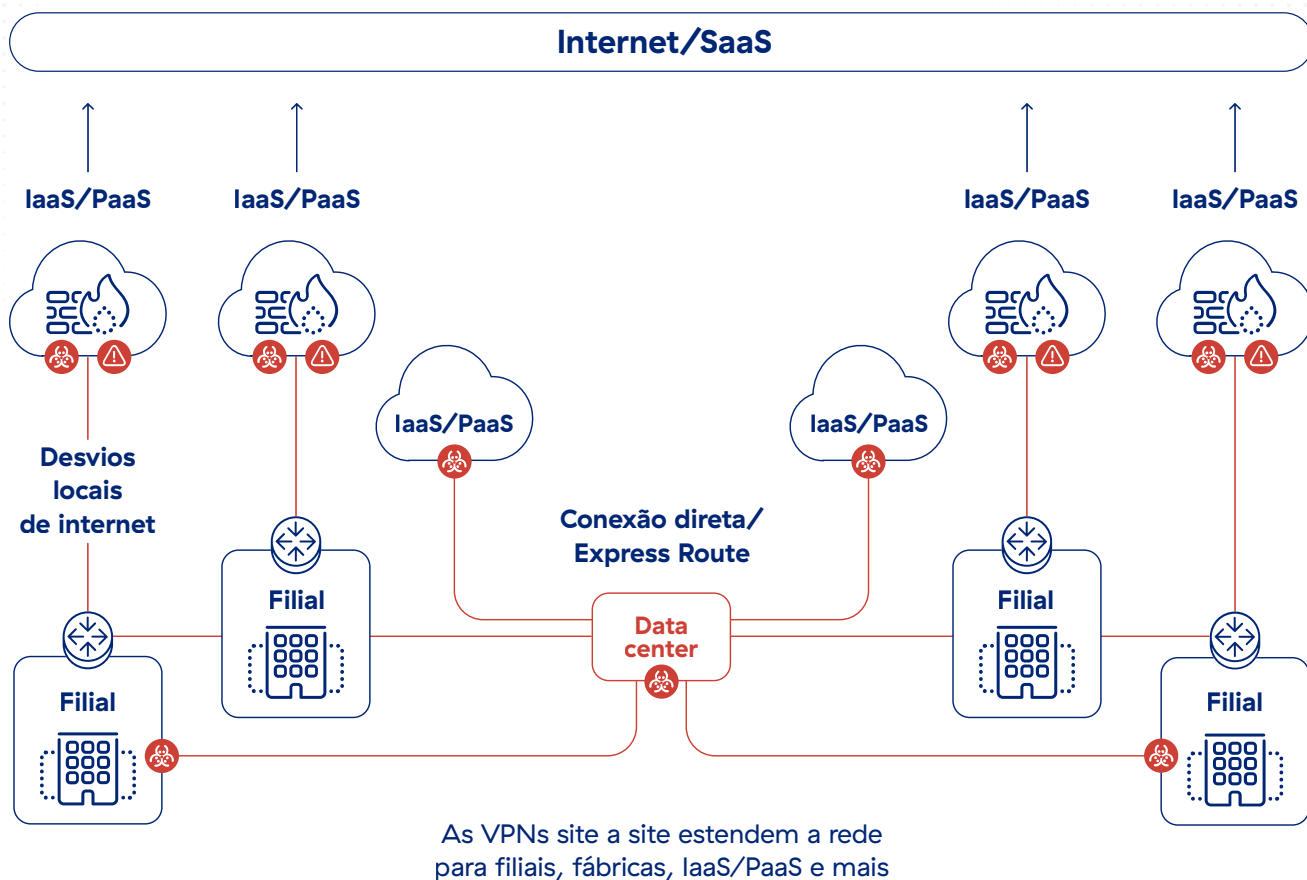 Internet/SaaS
IaaS/PaaS
IaaS/PaaS
IaaS/PaaS
IaaS/PaaS
IaaS/PaaS
IaaS/PaaS
Desvios
locais
de internet
Conexão direta/
Express Route
Filial
Filial
Data
center
Filial
Filial
As VPNs site a site estendem a rede
para filiais, fábricas, IaaS/PaaS e mais